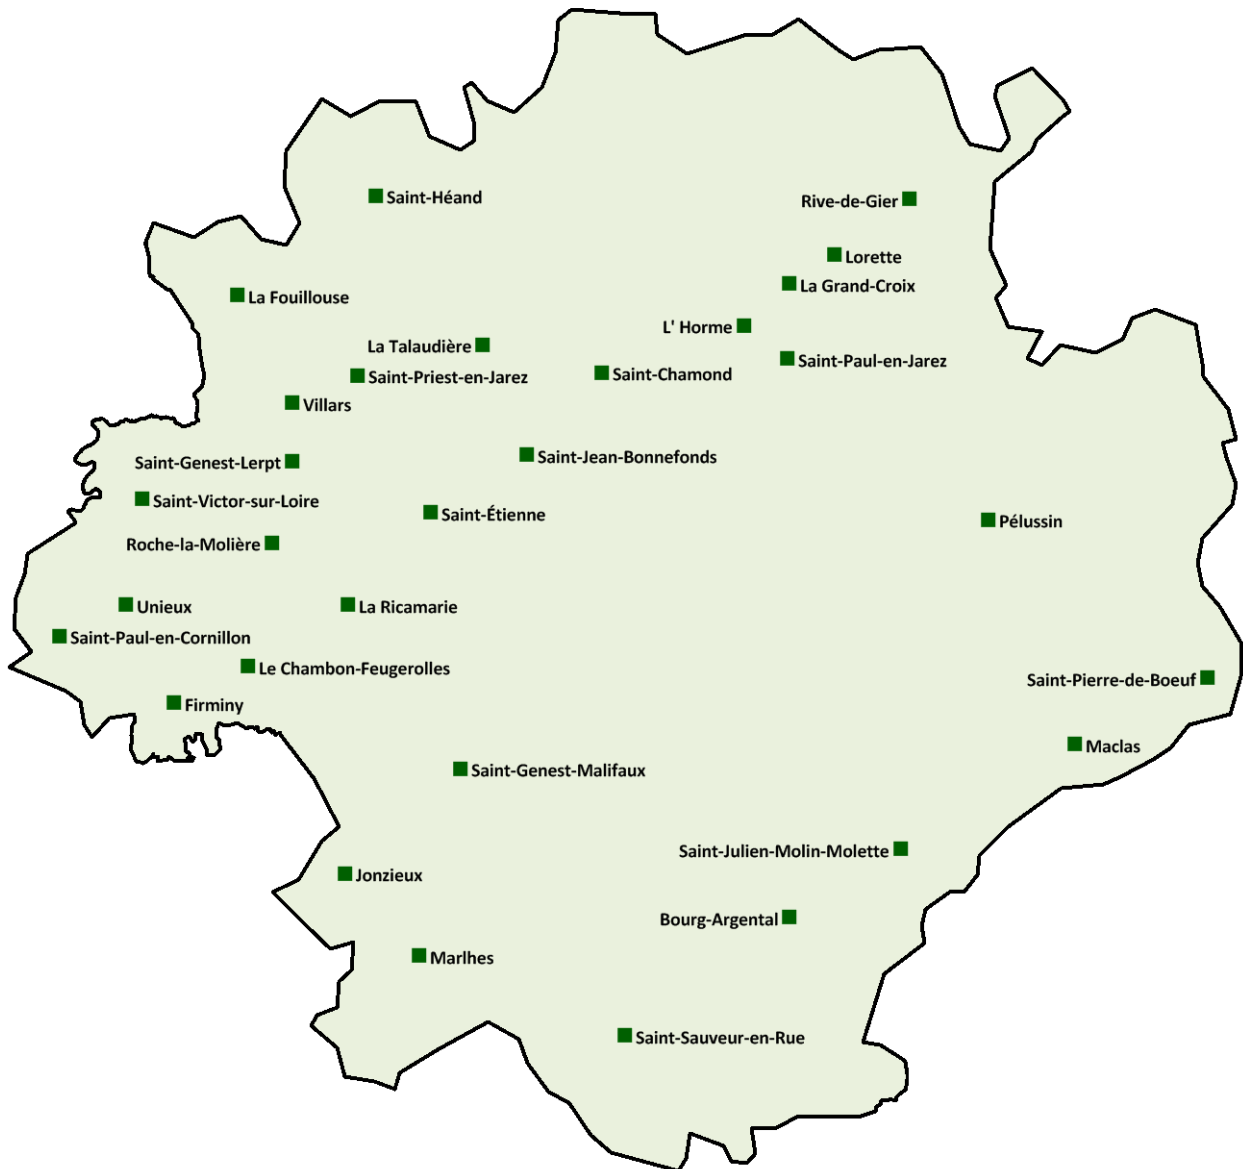 Saint-Héand
Rive-de-Gier
Lorette
La Grand-Croix
La Fouillouse
L' Horme
La Talaudière
Saint-Paul-en-Jarez
Saint-Chamond
Saint-Priest-en-Jarez
Villars
Saint-Jean-Bonnefonds
Saint-Genest-Lerpt
Saint-Victor-sur-Loire
Saint-Étienne
Pélussin
Roche-la-Molière
Unieux
La Ricamarie
Saint-Paul-en-Cornillon
Le Chambon-Feugerolles
Saint-Pierre-de-Boeuf
Firminy
Maclas
Saint-Genest-Malifaux
Saint-Julien-Molin-Molette
Jonzieux
Bourg-Argental
Marlhes
Saint-Sauveur-en-Rue